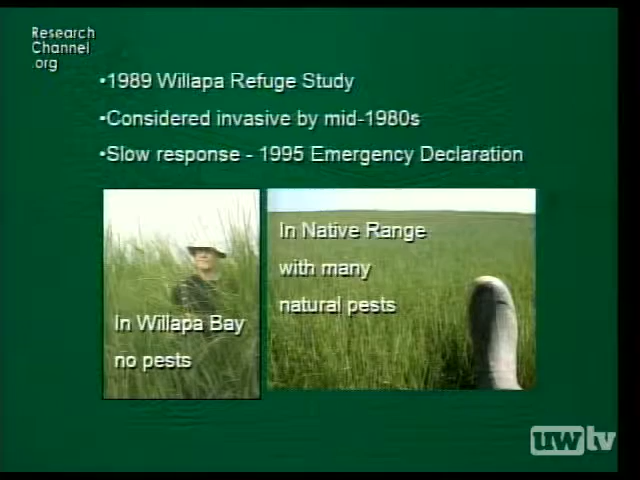 Research
Channel
.org
•1989 Willapa Refuge Study
•Considered invasive by mid-1980s
•Slow response - 1995 Emergency Declaration
In Native Range
with many
natural pests
In Willapa Bay
no pests
uwtv